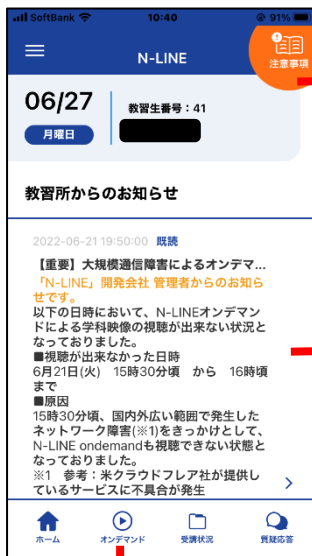 SoftBank 10:40 91%
N-LINE
注意事項
06/27
教習生番号：41
月曜日
教習所からのお知らせ
2022-06-21 19:50:00 既読
【重要】大規模通信障害によるオンデマ...
「N-LINE」開発会社 管理者からのお知ら
せです。
以下の日時において、N-LINEオンデマン
ドによる学科映像の視聴が出来ない状況と
なっておりました。
■視聴が出来なかった日時
6月21日(火) 15時30分頃 から 16時頃
まで
■原因
15時30分頃、国内外広い範囲で発生した
ネットワーク障害(※1)をきっかけとして、
N-LINE ondemandも視聴できない状態と
なっておりました。
※1 参考：米クラウドフレア社が提供し
ているサービスに不具合が発生
ホーム オンデマンド 受講状況 質疑応答